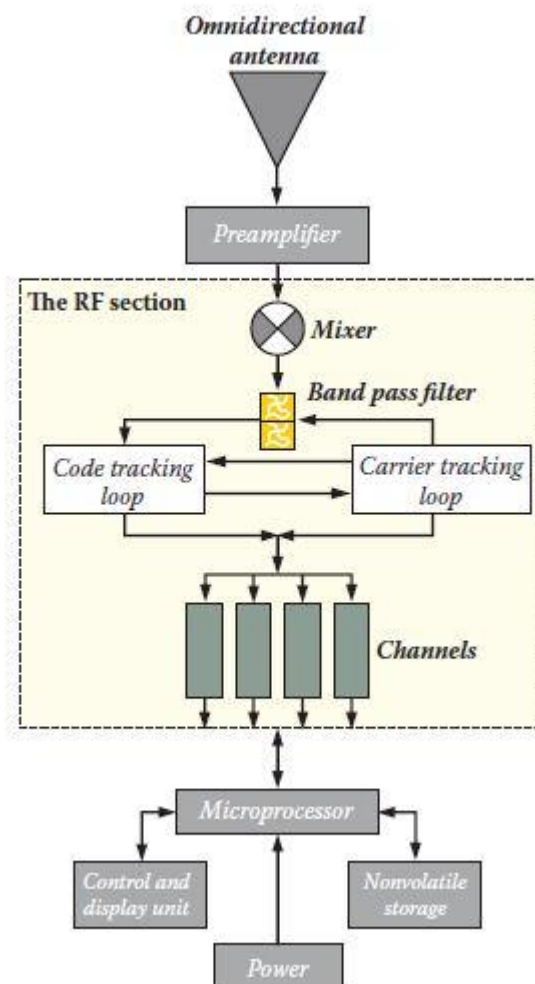 Omnidirectional
antenna
Preamplifier
The RF section
Mixer
Band pass filter
Code tracking
loop
Carrier tracking
loop
Channels
Microprocessor
Control and
display unit
Nonvolatile
storage
Power